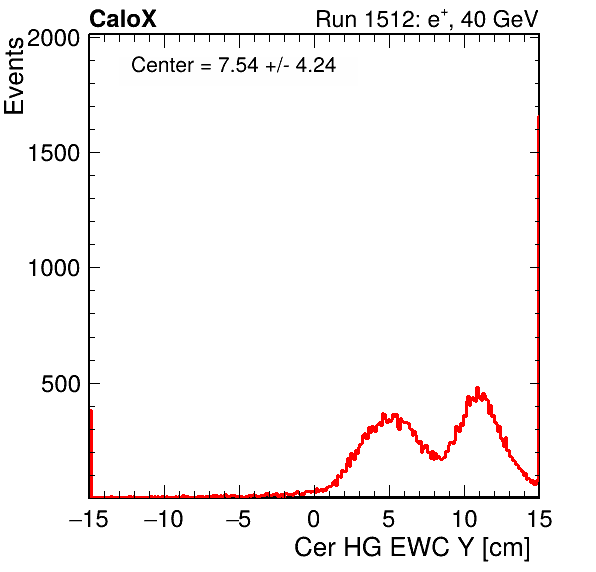 CaloX Run 1512: e⁺, 40 GeV
Events
Center = 7.54 +/- 4.24
2000
1500
1000
500
−15 −10 −5 0 5 10 15
Cer HG EWC Y [cm]